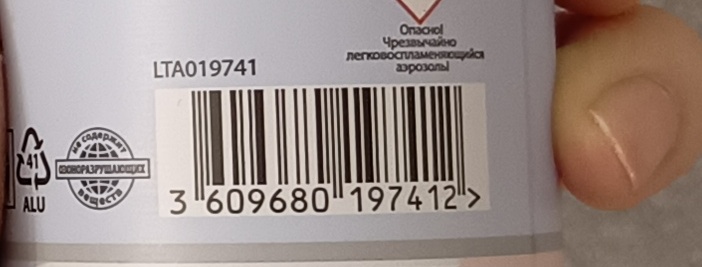 Опасно!
Чрезвычайно
легковоспламеняющийся
аэрозоль!
LTA019741
не содержит
озоноразрушающих
веществ
41
ALU
3 609680 197412 >